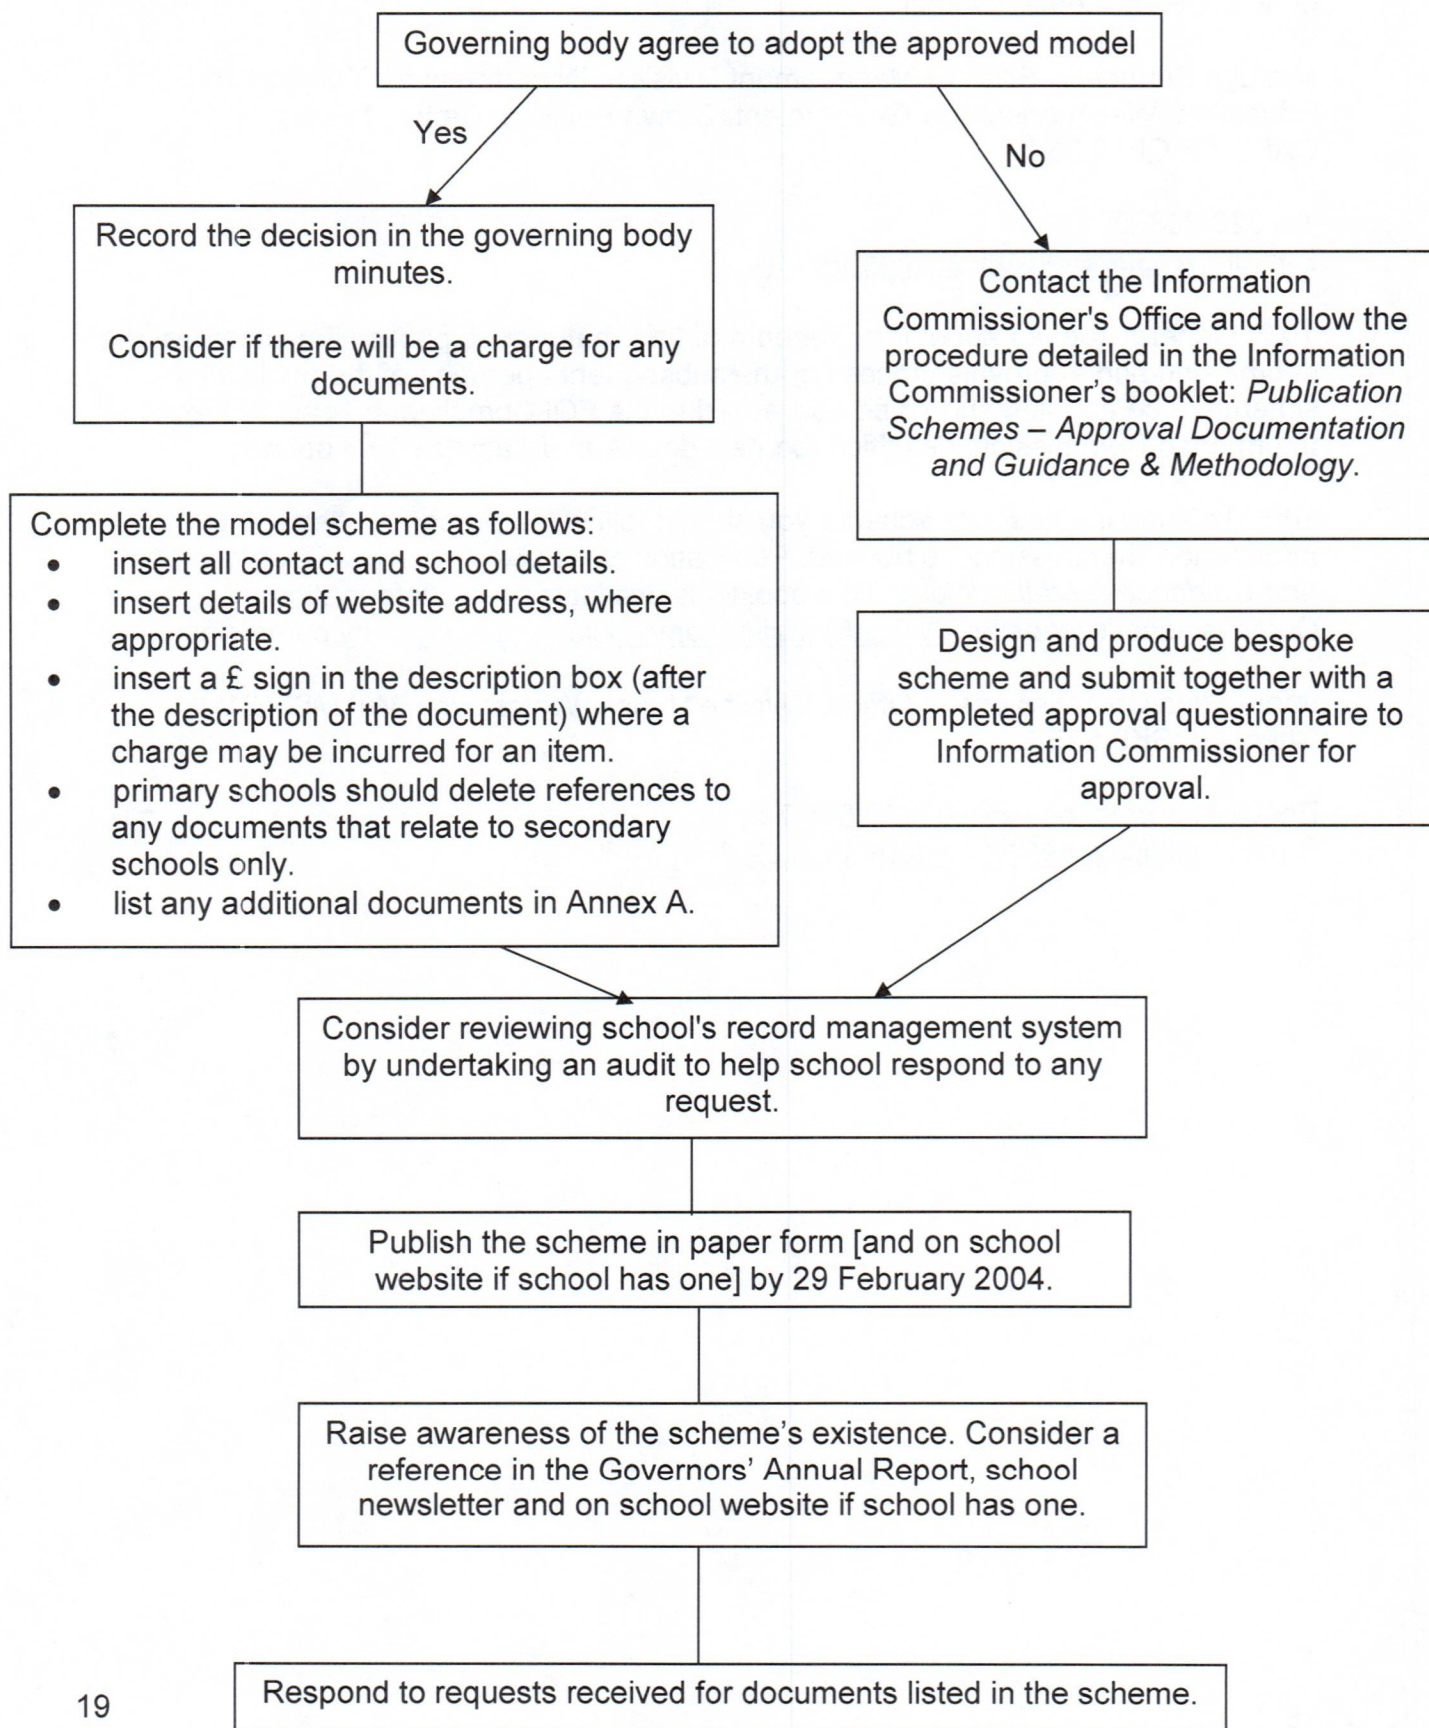 Governing body agree to adopt the approved model
Yes
No
Record the decision in the governing body
minutes.
Consider if there will be a charge for any
documents.
Contact the Information
Commissioner's Office and follow the
procedure detailed in the Information
Commissioner's booklet: Publication
Schemes – Approval Documentation
and Guidance & Methodology.
Complete the model scheme as follows:
• insert all contact and school details.
• insert details of website address, where
appropriate.
• insert a £ sign in the description box (after
the description of the document) where a
charge may be incurred for an item.
• primary schools should delete references to
any documents that relate to secondary
schools only.
• list any additional documents in Annex A.
Design and produce bespoke
scheme and submit together with a
completed approval questionnaire to
Information Commissioner for
approval.
Consider reviewing school's record management system
by undertaking an audit to help school respond to any
request.
Publish the scheme in paper form [and on school
website if school has one] by 29 February 2004.
Raise awareness of the scheme’s existence. Consider a
reference in the Governors’ Annual Report, school
newsletter and on school website if school has one.
Respond to requests received for documents listed in the scheme.
19